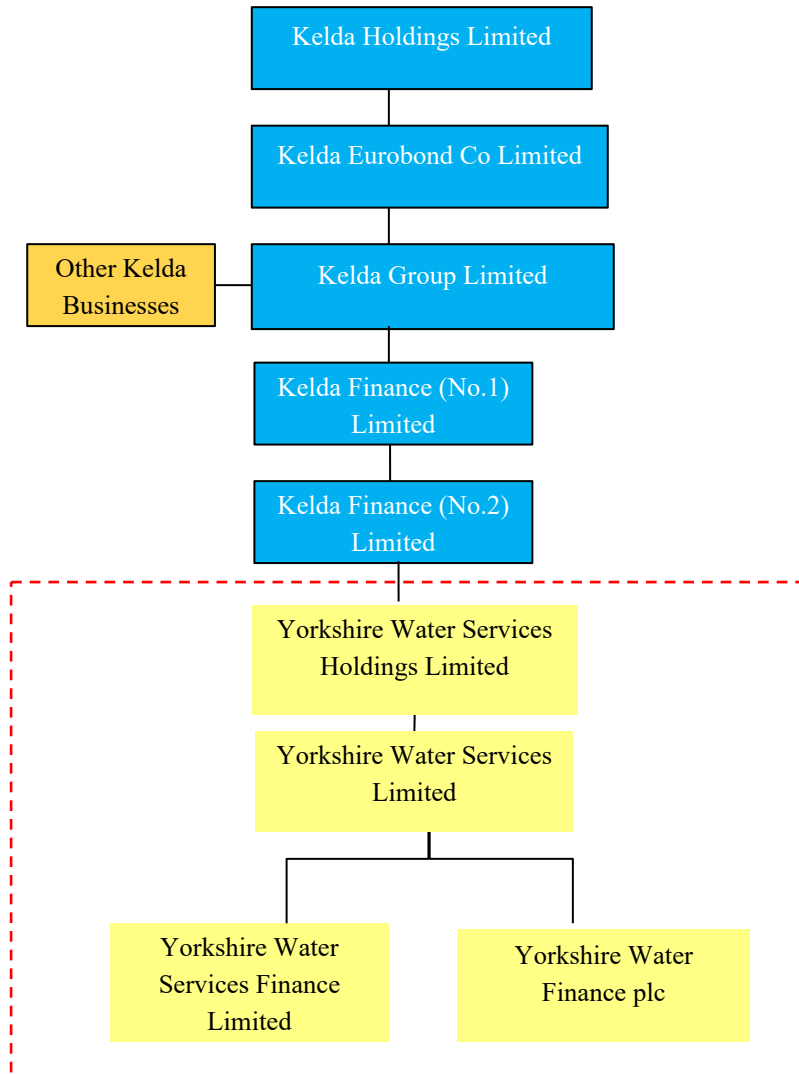 Kelda Holdings Limited
Kelda Eurobond Co Limited
Other Kelda
Businesses
Kelda Group Limited
Kelda Finance (No.1)
Limited
Kelda Finance (No.2)
Limited
Yorkshire Water Services
Holdings Limited
Yorkshire Water Services
Limited
Yorkshire Water
Services Finance
Limited
Yorkshire Water
Finance plc